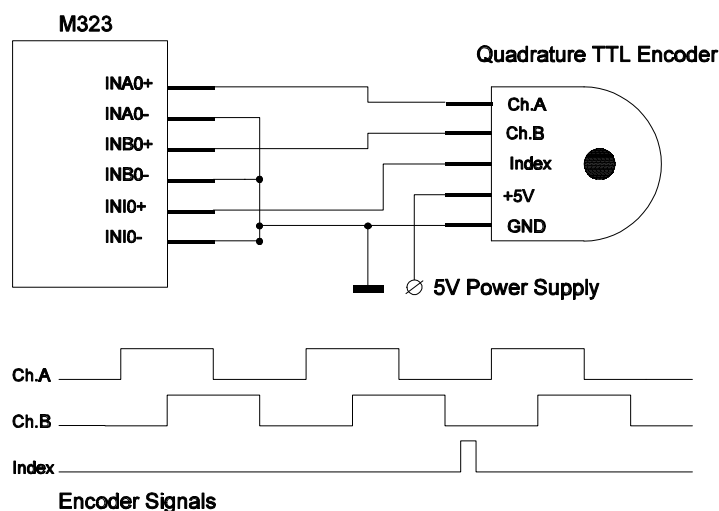 M323
Quadrature TTL Encoder
INA0+
INA0-
INB0+
INB0-
INI0+
INI0-
Ch.A
Ch.B
Index
+5V
GND
5V Power Supply
Ch.A
Ch.B
Index
Encoder Signals